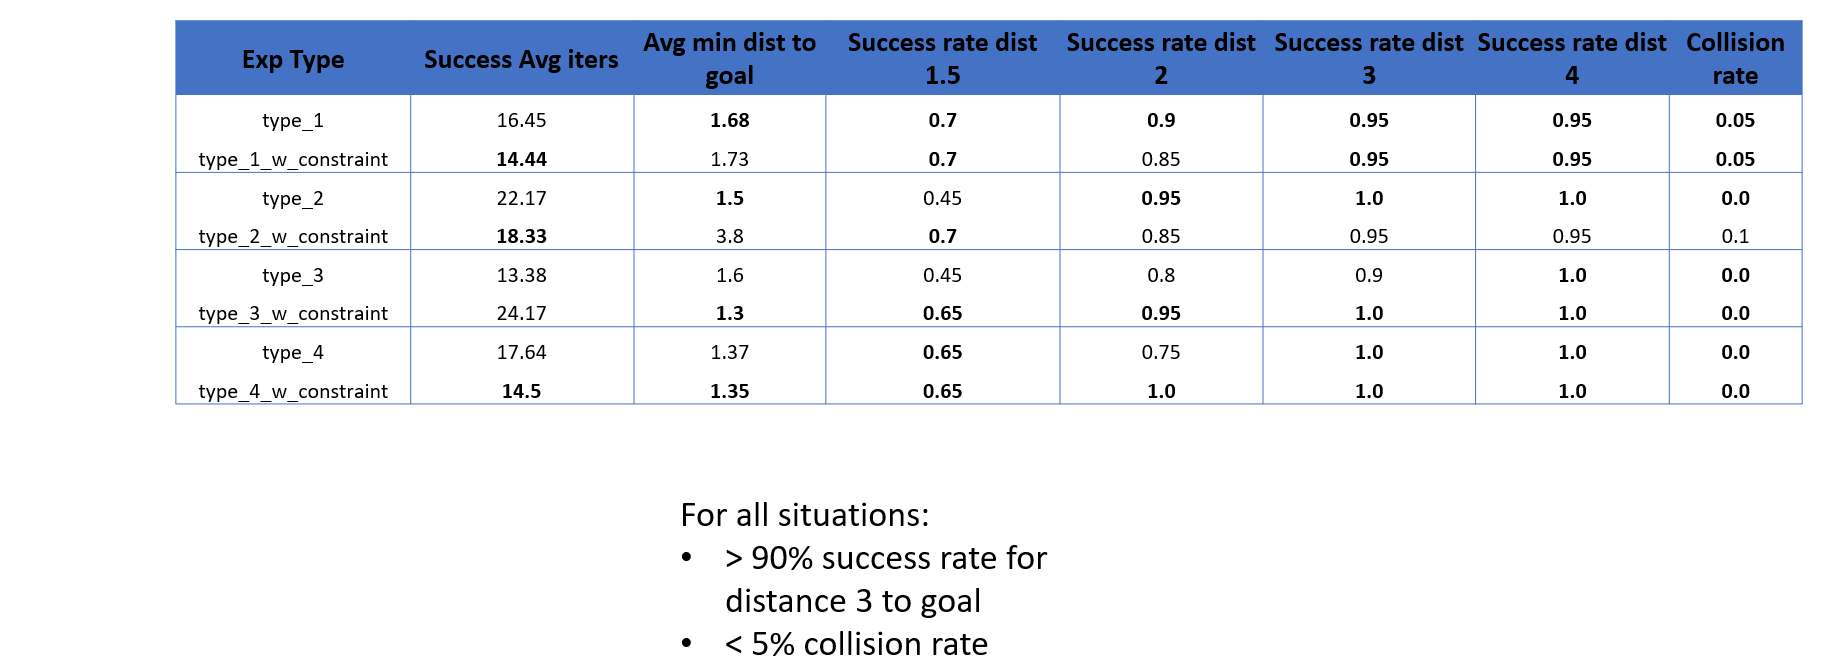 Exp Type Success Avg iters Avg min dist to goal Success rate dist 1.5 Success rate dist 2 Success rate dist 3 Success rate dist 4 Collision rate
type_1 16.45 1.68 0.7 0.9 0.95 0.95 0.05
type_1_w_constraint 14.44 1.73 0.7 0.85 0.95 0.95 0.05
type_2 22.17 1.5 0.45 0.95 1.0 1.0 0.0
type_2_w_constraint 18.33 3.8 0.7 0.85 0.95 0.95 0.1
type_3 13.38 1.6 0.45 0.8 0.9 1.0 0.0
type_3_w_constraint 24.17 1.3 0.65 0.95 1.0 1.0 0.0
type_4 17.64 1.37 0.65 0.75 1.0 1.0 0.0
type_4_w_constraint 14.5 1.35 0.65 1.0 1.0 1.0 0.0
For all situations:
• > 90% success rate for
distance 3 to goal
• < 5% collision rate